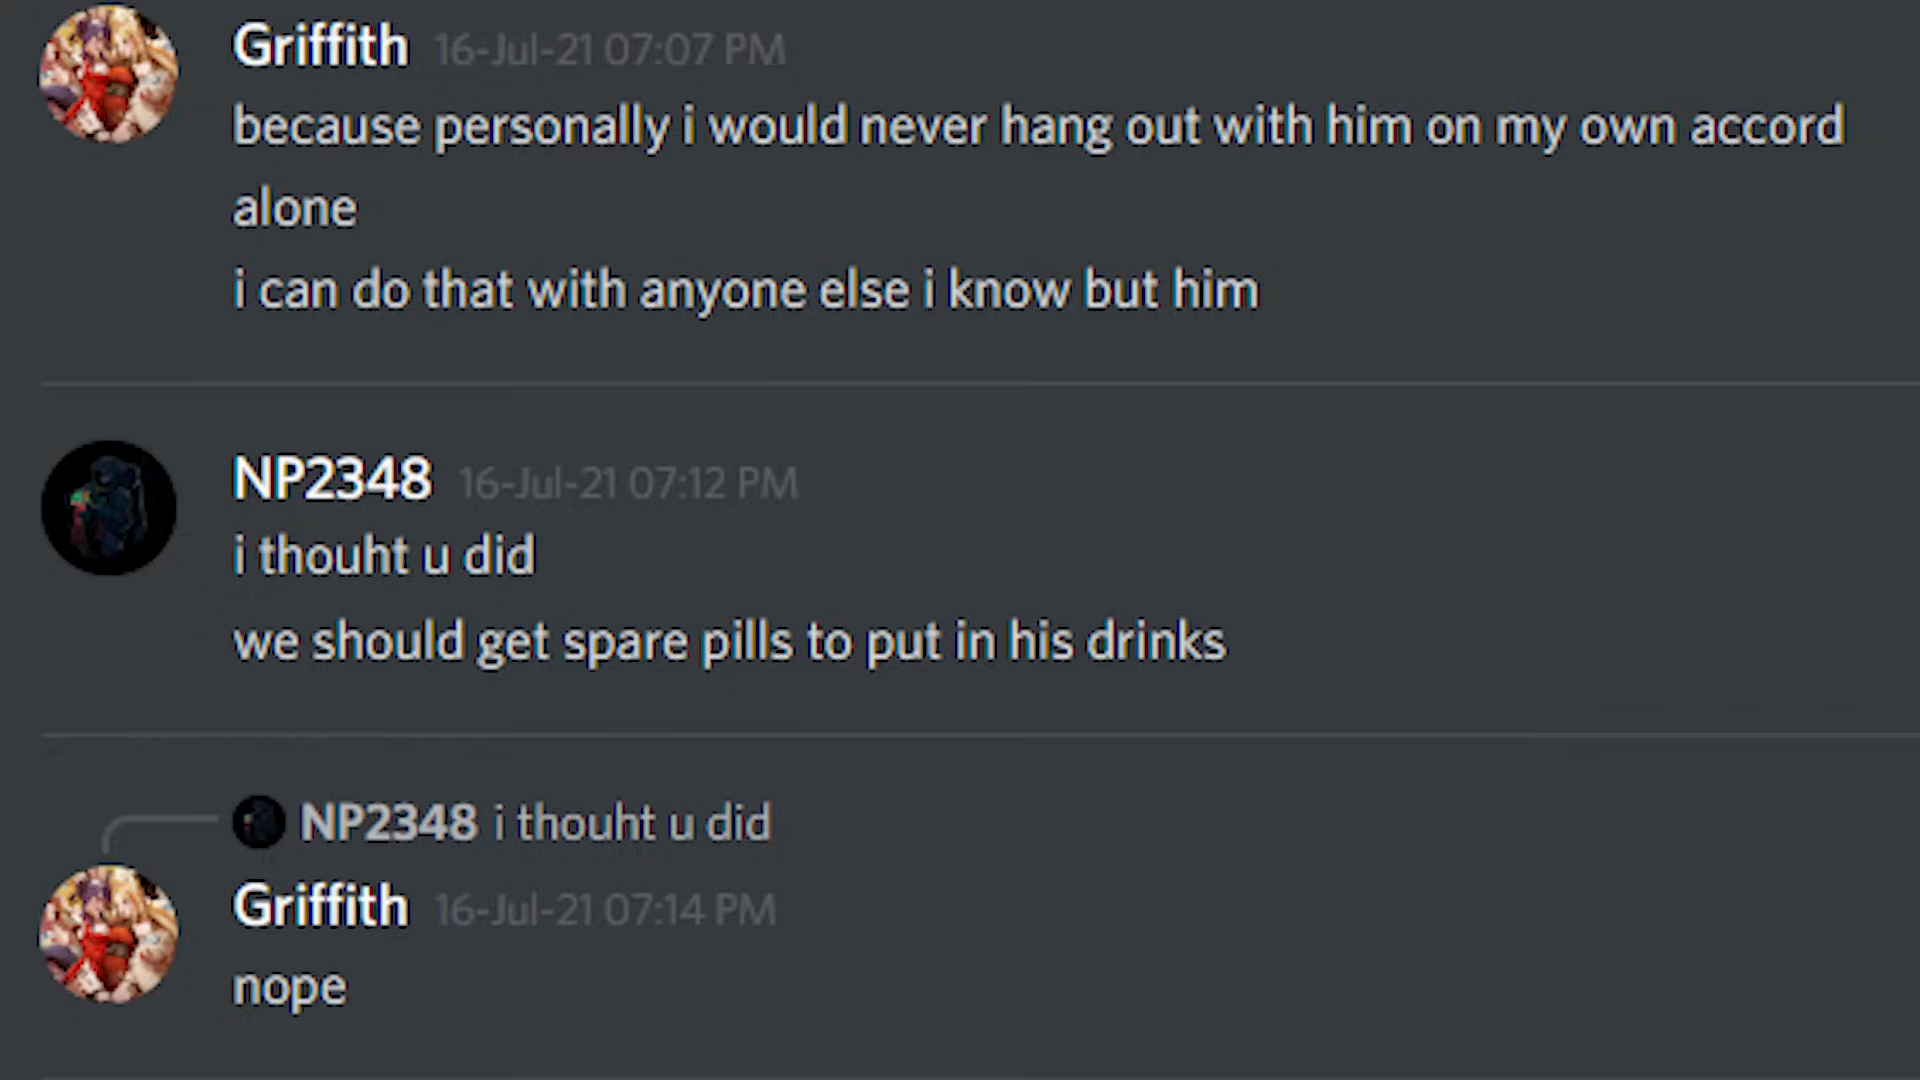 Griffith 16-Jul-21 07:07 PM
because personally i would never hang out with him on my own accord
alone
i can do that with anyone else i know but him
NP2348 16-Jul-21 07:12 PM
i thouht u did
we should get spare pills to put in his drinks
NP2348 i thouht u did
Griffith 16-Jul-21 07:14 PM
nope